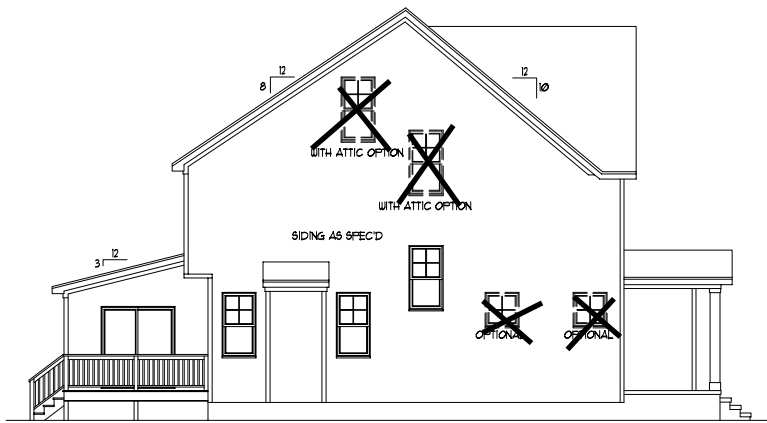 12
8
12
10
WITH ATTIC OPTION
WITH ATTIC OPTION
SIDING AS SPEC'D
12
3
OPTIONAL
OPTIONAL